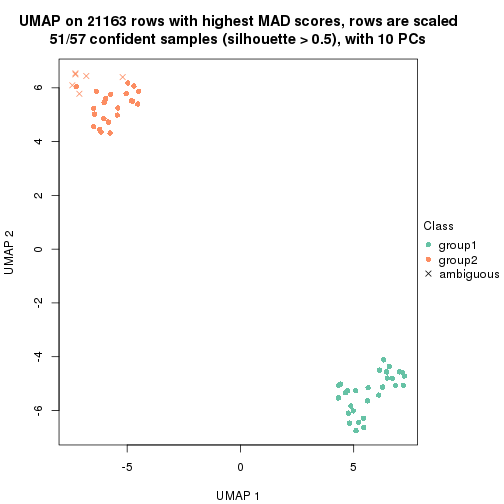 UMAP on 21163 rows with highest MAD scores, rows are scaled
51/57 confident samples (silhouette > 0.5), with 10 PCs
6
4
2
0
-2
-4
-6
UMAP 2
-5
0
5
UMAP 1
Class
group1
group2
ambiguous